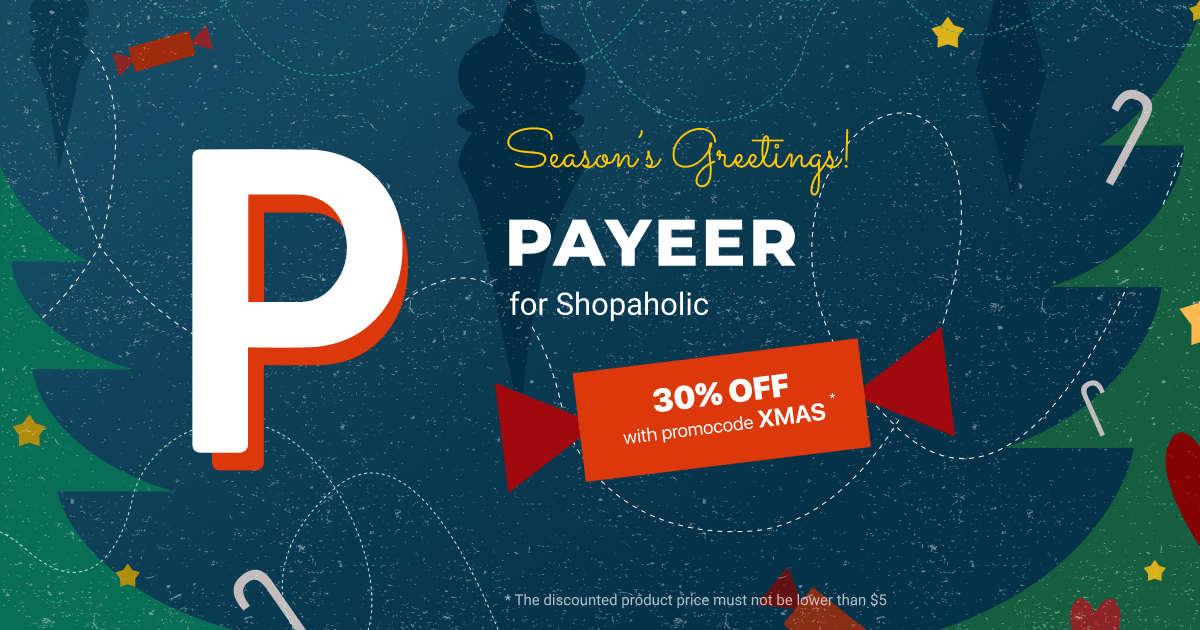 P
Season's Greetings!
PAYEER
for Shopaholic
30% OFF
with promocode XMAS *
* The discounted product price must not be lower than $5